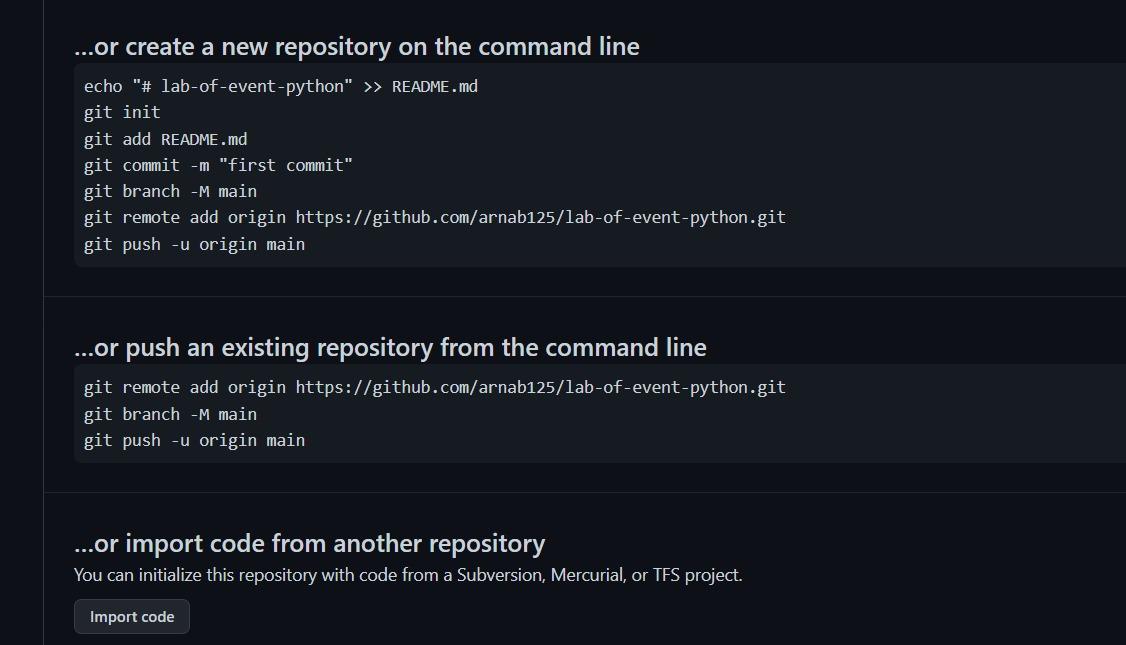 ...or create a new repository on the command line
echo "# lab-of-event-python" >> README.md
git init
git add README.md
git commit -m "first commit"
git branch -M main
git remote add origin https://github.com/arnab125/lab-of-event-python.git
git push -u origin main
...or push an existing repository from the command line
git remote add origin https://github.com/arnab125/lab-of-event-python.git
git branch -M main
git push -u origin main
...or import code from another repository
You can initialize this repository with code from a Subversion, Mercurial, or TFS project.
Import code